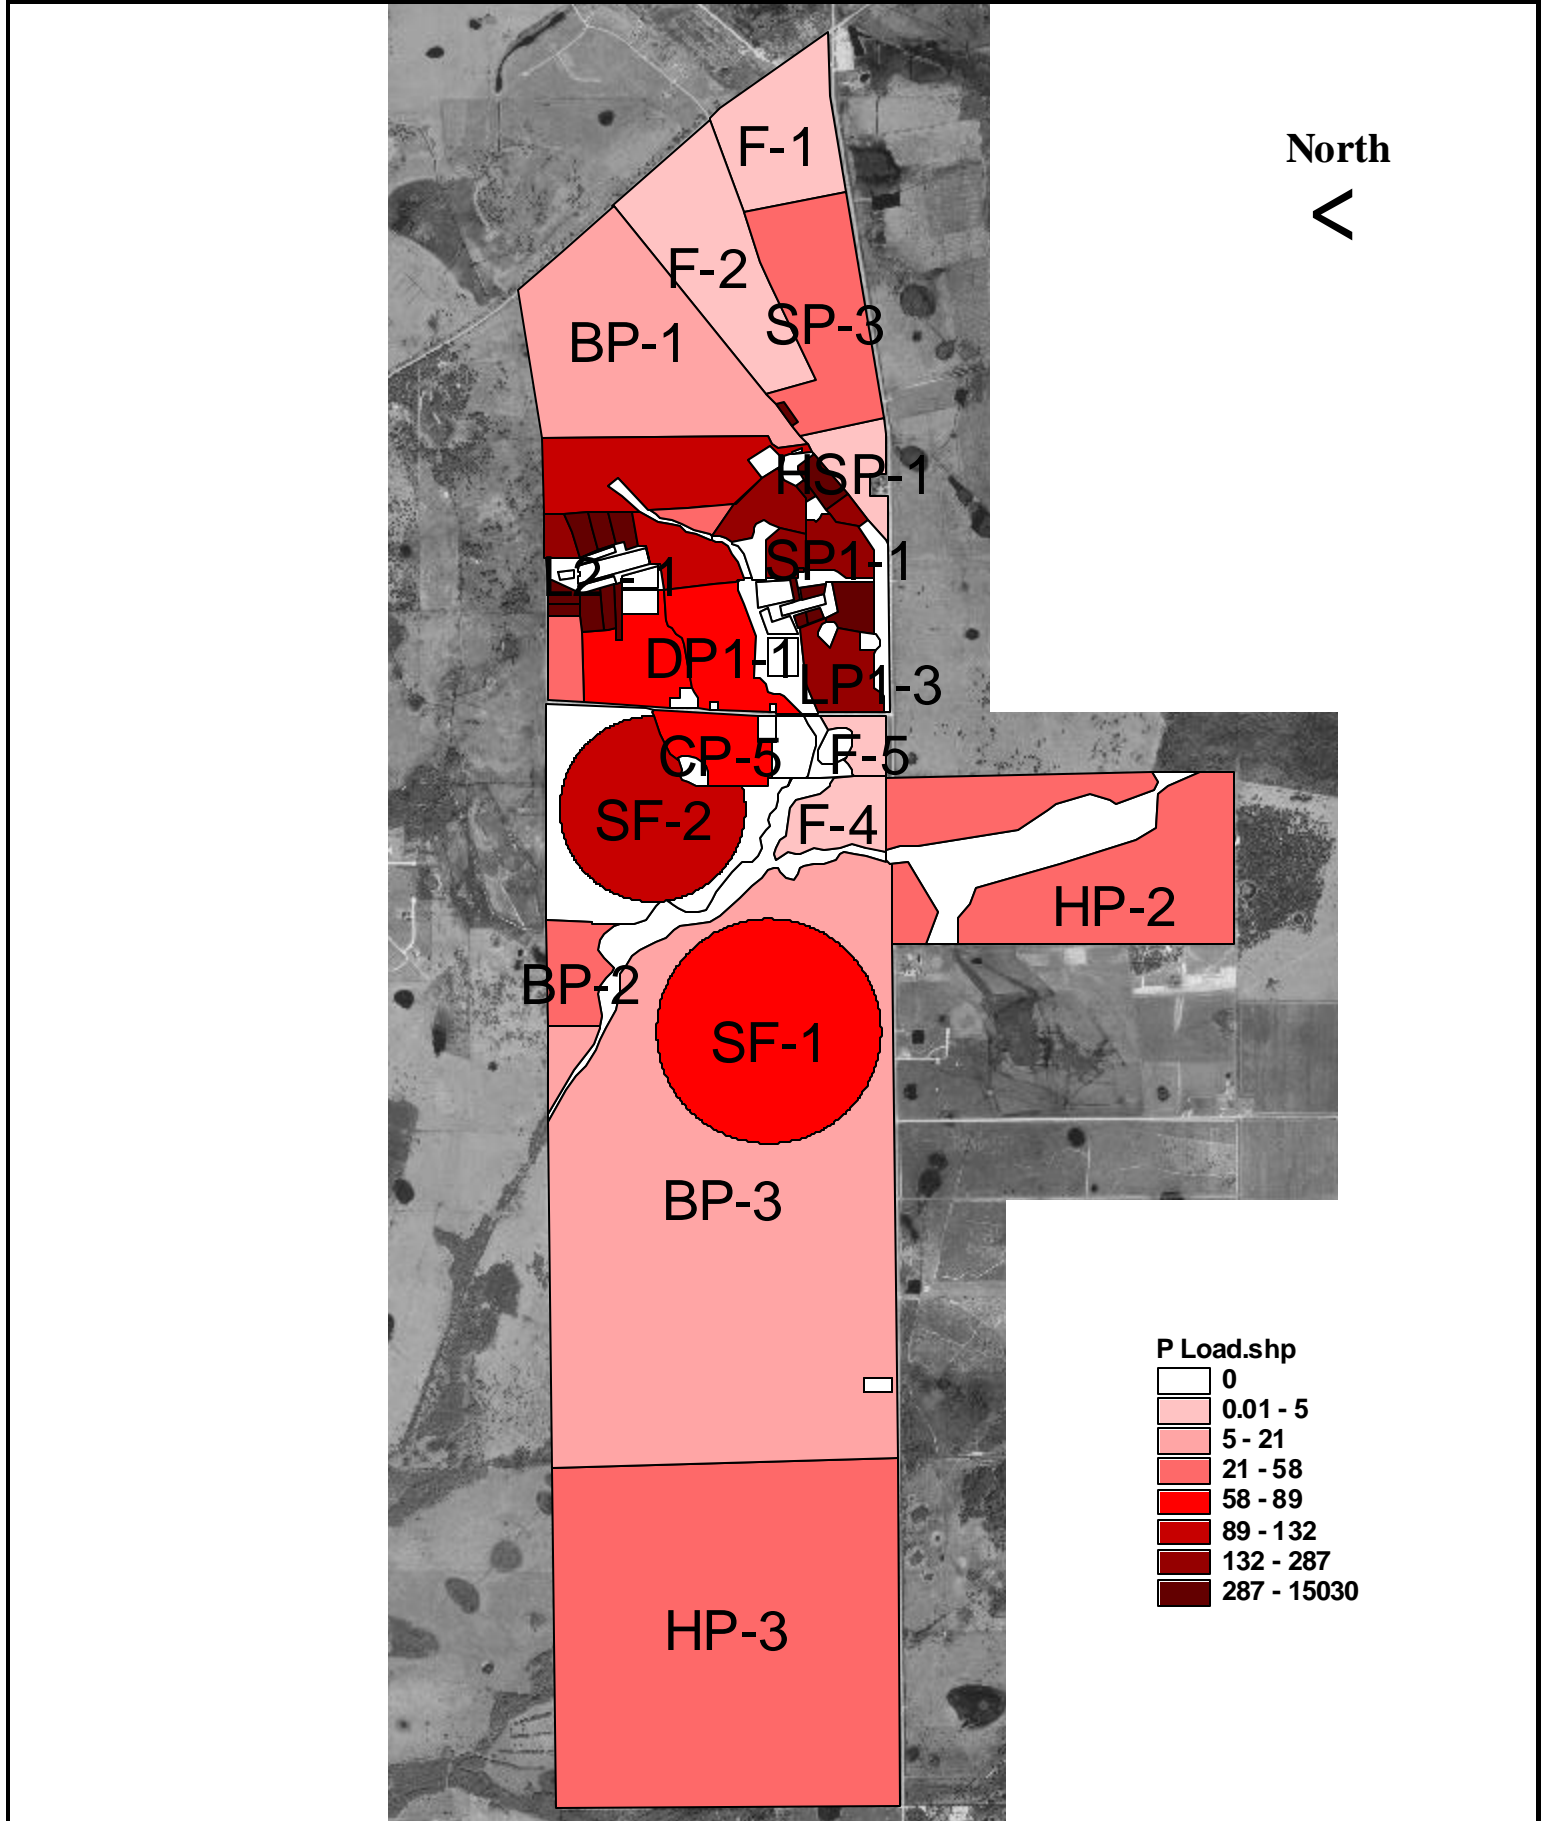 F-1
North
<
F-2
SP-3
BP-1
HSP-1
SP1-1
L2-1
DP1-1
LP1-3
CP-5
F-5
SF-2
F-4
HP-2
BP-2
SF-1
BP-3
P Load.shp
0
0.01 - 5
5 - 21
21 - 58
58 - 89
89 - 132
132 - 287
287 - 15030
HP-3